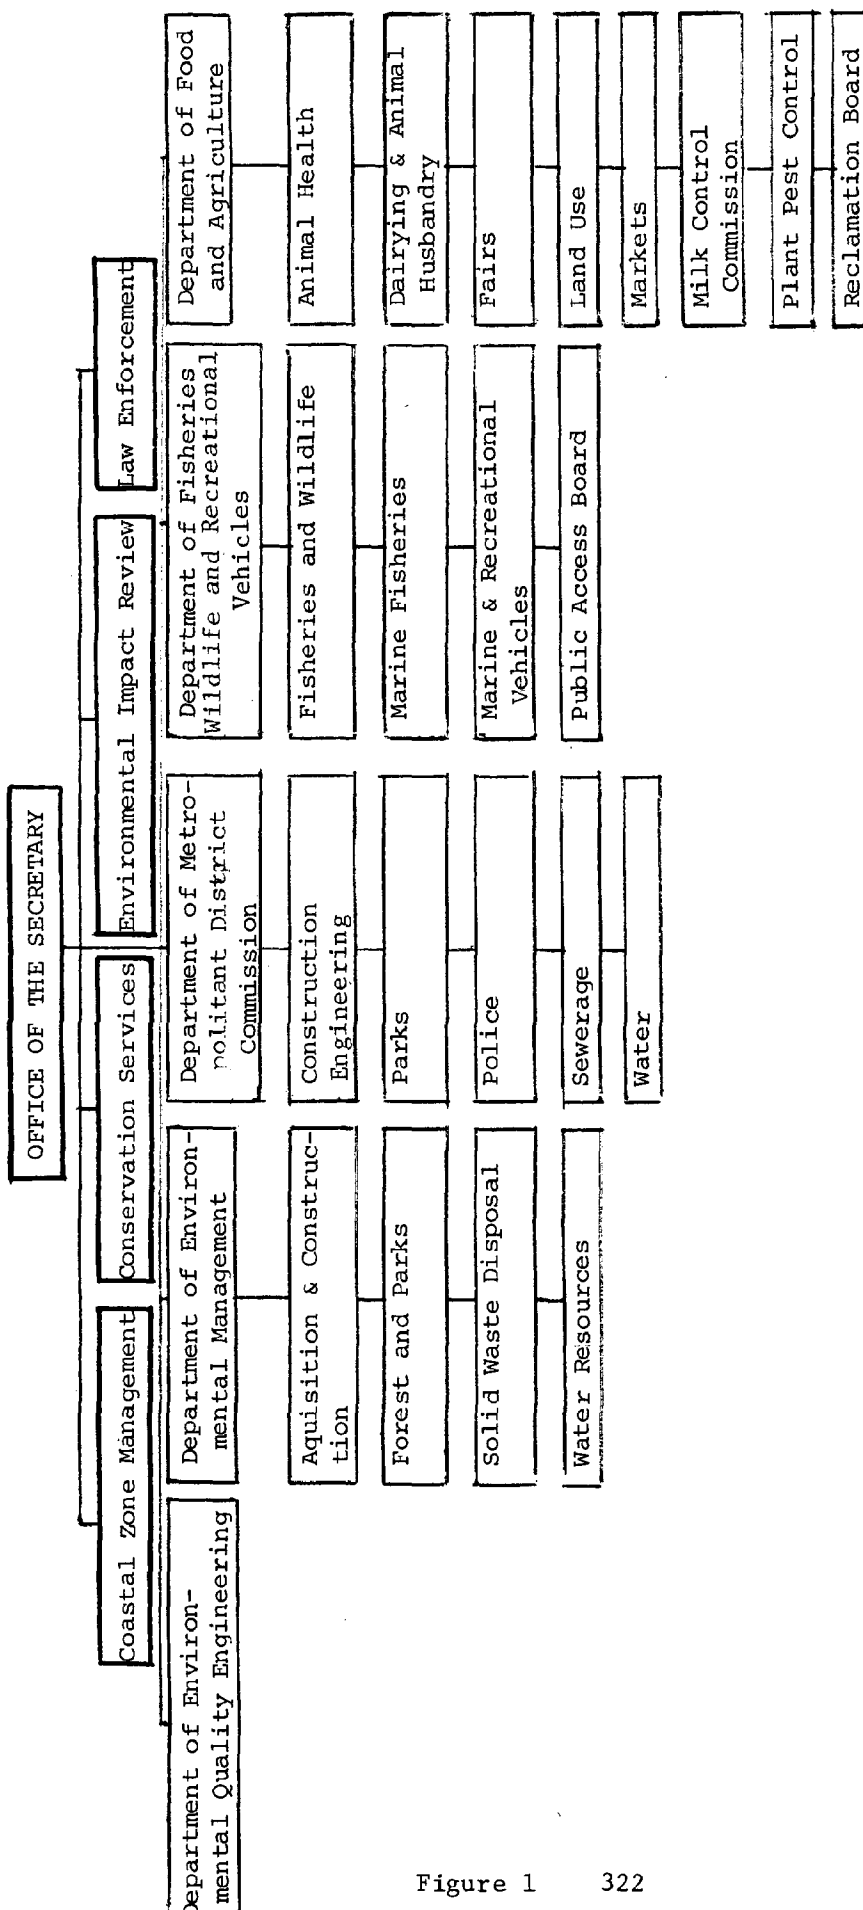 OFFICE OF THE SECRETARY
Coastal Zone Management
Conservation Services
Environmental Impact Review
Law Enforcement
Department of Environ-
mental Quality Engineering
Department of Environ-
mental Management
Aquisition & Construc-
tion
Forest and Parks
Solid Waste Disposal
Water Resources
Department of Metro-
politant District
Commission
Construction
Engineering
Parks
Police
Sewerage
Water
Department of Fisheries
Wildlife and Recreational
Vehicles
Fisheries and Wildlife
Marine Fisheries
Marine & Recreational
Vehicles
Public Access Board
Department of Food
and Agriculture
Animal Health
Dairying & Animal
Husbandry
Fairs
Land Use
Markets
Milk Control
Commission
Plant Pest Control
Reclamation Board
Figure 1 322